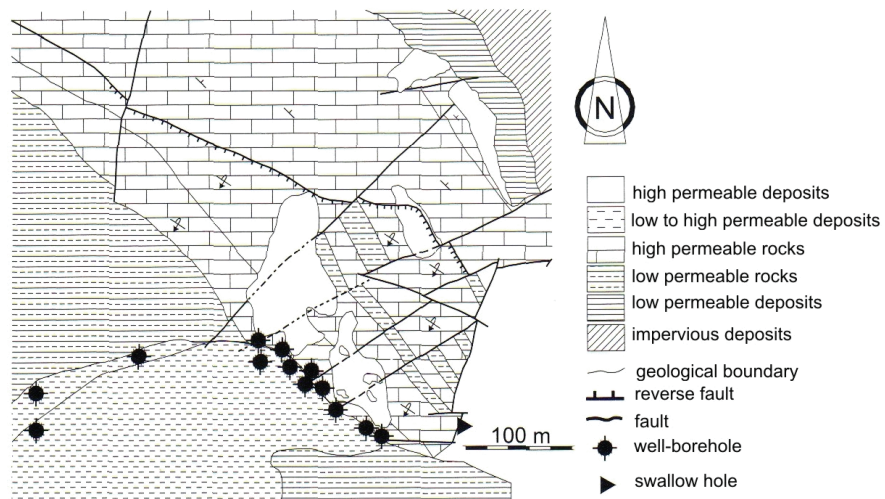 N
high permeable deposits
low to high permeable deposits
high permeable rocks
low permeable rocks
low permeable deposits
impervious deposits
geological boundary
reverse fault
fault
well-borehole
swallow hole
100 m